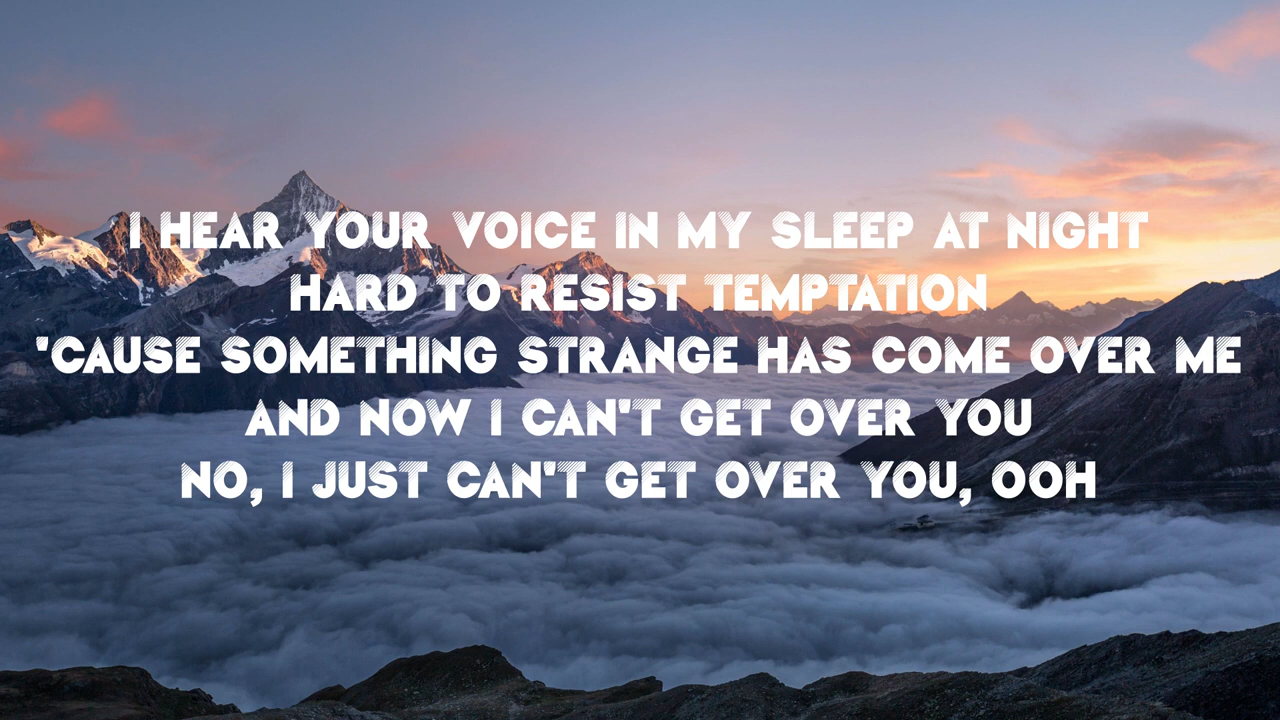 I HEAR YOUR VOICE IN MY SLEEP AT NIGHT
HARD TO RESIST TEMPTATION
'CAUSE SOMETHING STRANGE HAS COME OVER ME
AND NOW I CAN'T GET OVER YOU
NO, I JUST CAN'T GET OVER YOU, OOH